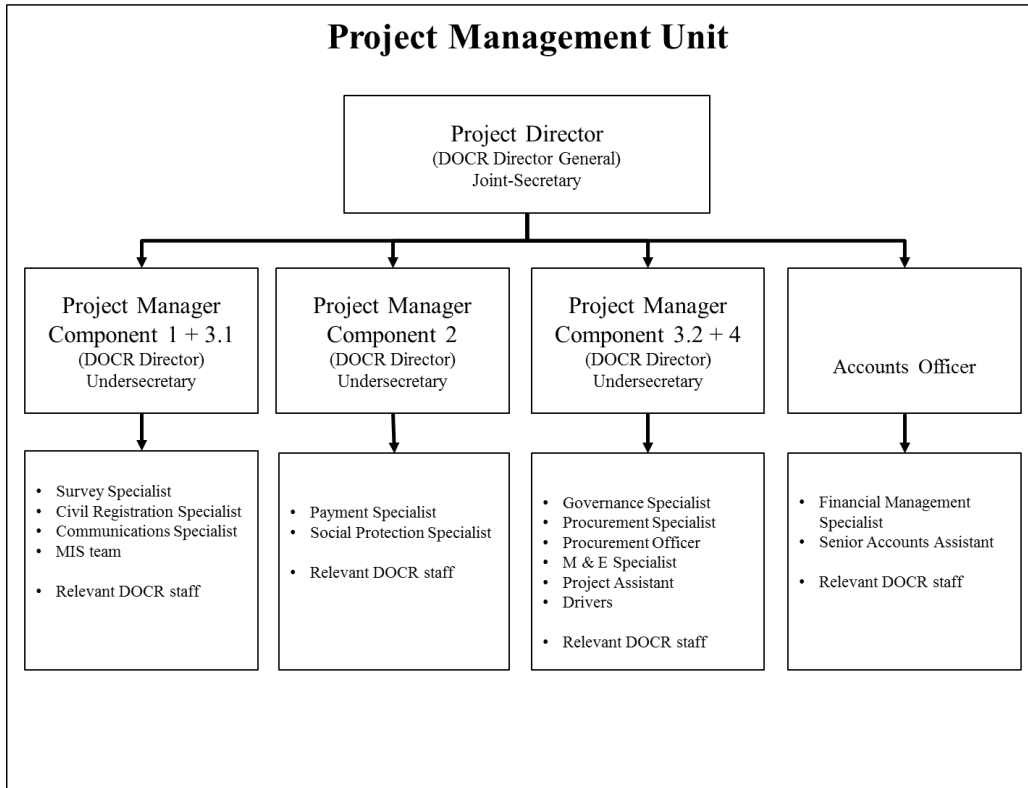 Project Management Unit
Project Director
(DOCR Director General)
Joint-Secretary
Project Manager
Component 1 + 3.1
(DOCR Director)
Undersecretary
Project Manager
Component 2
(DOCR Director)
Undersecretary
Project Manager
Component 3.2 + 4
(DOCR Director)
Undersecretary
Accounts Officer
• Survey Specialist
• Civil Registration Specialist
• Communications Specialist
• MIS team
• Relevant DOCR staff
• Payment Specialist
• Social Protection Specialist
• Relevant DOCR staff
• Governance Specialist
• Procurement Specialist
• Procurement Officer
• M & E Specialist
• Project Assistant
• Drivers
• Relevant DOCR staff
• Financial Management
Specialist
• Senior Accounts Assistant
• Relevant DOCR staff